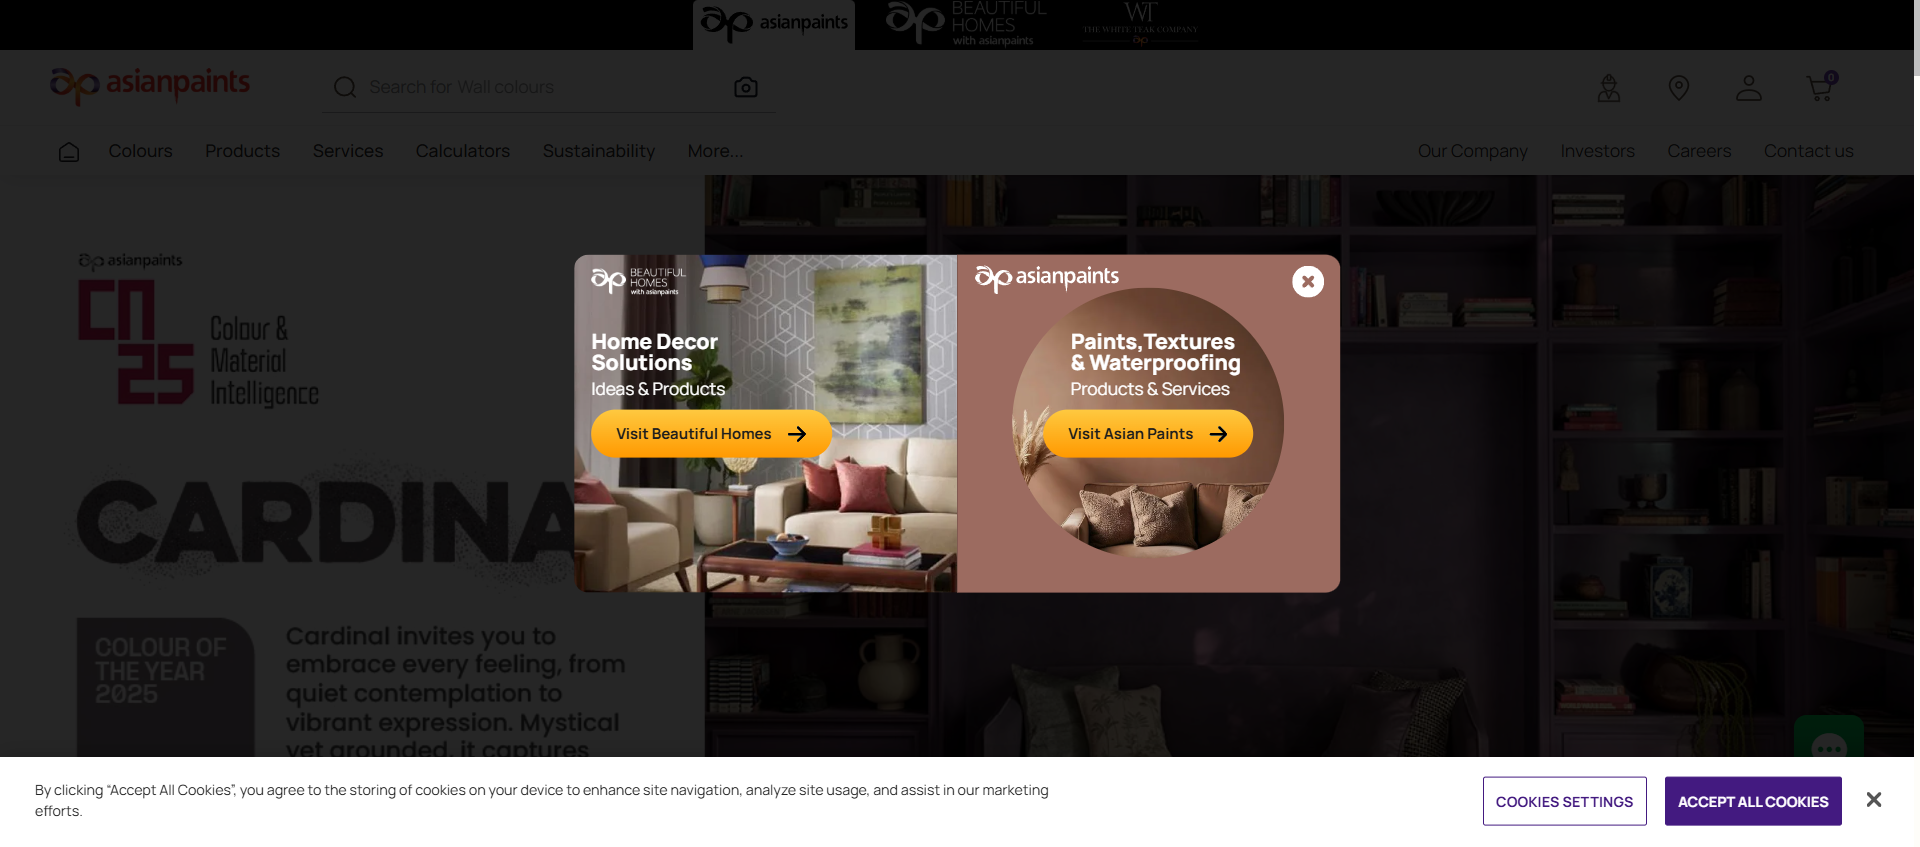 asianpaints
BEAUTIFUL
HOMES
with asianpaints
WT
THE WHITE TEAK COMPANY
asianpaints
Search for Wall colours
0
Colours
Products
Services
Calculators
Sustainability
More...
Our Company
Investors
Careers
Contact us
asianpaints
CN
25
Colour &
Material
Intelligence
CARDINA
COLOUR OF
THE YEAR
2025
Cardinal invites you to
embrace every feeling, from
quiet contemplation to
vibrant expression. Mystical
yet grounded, it captures
BEAUTIFUL
HOMES
with asianpaints
Home Decor
Solutions
Ideas & Products
Visit Beautiful Homes
asianpaints
Paints,Textures
& Waterproofing
Products & Services
Visit Asian Paints
By clicking “Accept All Cookies”, you agree to the storing of cookies on your device to enhance site navigation, analyze site usage, and assist in our marketing
efforts.
COOKIES SETTINGS
ACCEPT ALL COOKIES